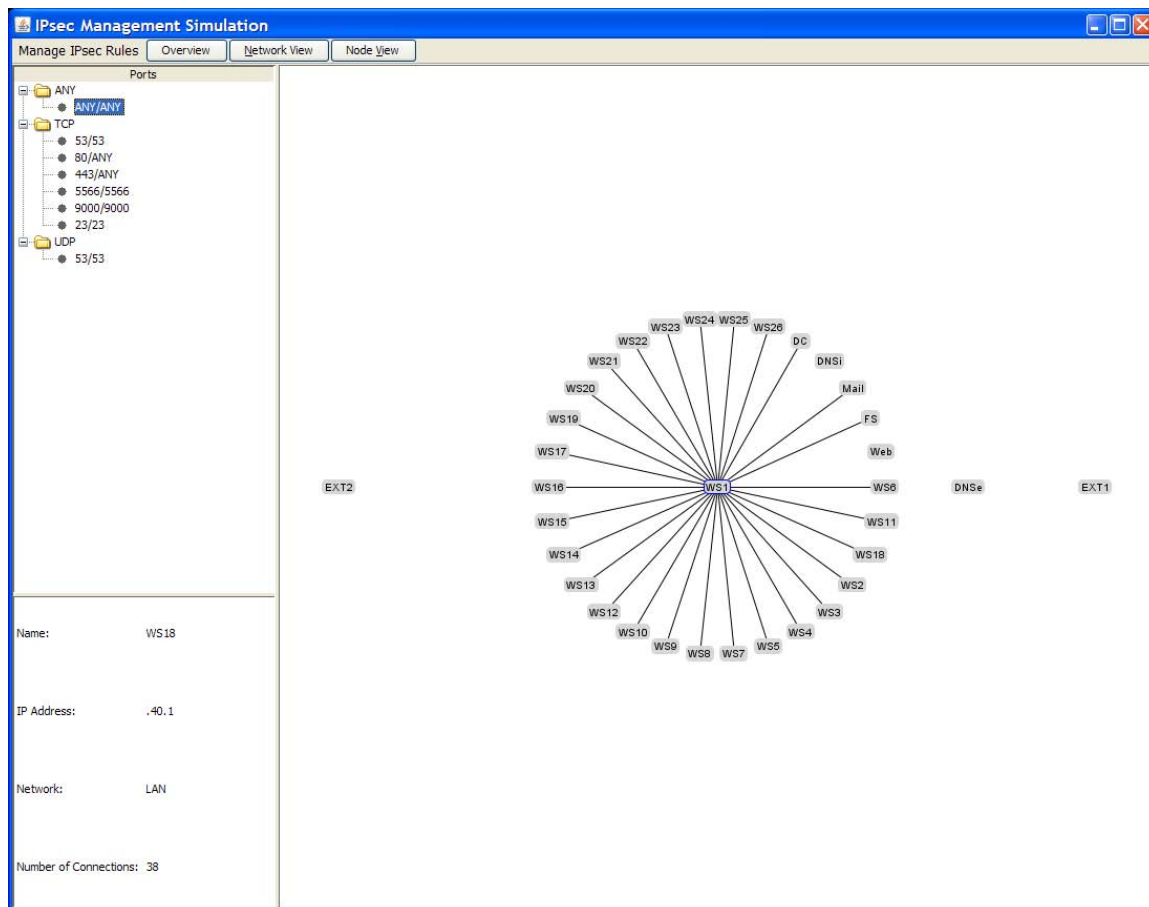 IPsec Management Simulation
Manage IPsec Rules Overview Network View Node View
Ports
ANY
ANY/ANY
TCP
53/53
80/ANY
443/ANY
5566/5566
9000/9000
23/23
UDP
53/53
WS24 WS25
WS23 WS26
WS22 DC
WS21 DNSi
WS20 Mail
WS19 FS
WS17 Web
EXT2 WS16 WS1 WS6 DNSe EXT1
WS15 WS11
WS14 WS18
WS13 WS2
WS12 WS3
WS10 WS4
WS9 WS5
WS8 WS7
Name: WS18
IP Address: .40.1
Network: LAN
Number of Connections: 38